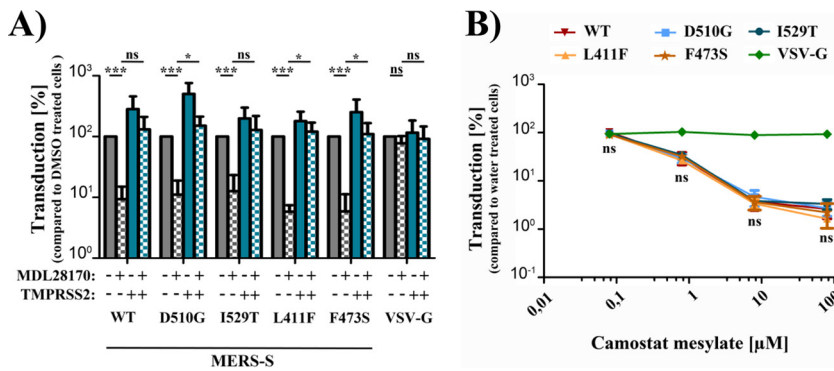 A)
ns * ns * * ns
*** *** *** *** *** ns
Transduction [%]
(compared to DMSO treated cells)
10³
10²
10¹
10⁰
MDL28170: - + - + - + - + - + - + - + - + - + - + - + - +
TMPRSS2: - - + + - - + + - - + + - - + + - - + + - - + +
WT D510G I529T L411F F473S VSV-G
MERS-S
B)
WT D510G I529T
L411F F473S VSV-G
Transduction [%]
(compared to water treated cells)
10³
10²
10¹
10⁰
10⁻¹
ns
ns
ns
ns
0,01 0,1 1 10 100
Camostat mesylate [µM]